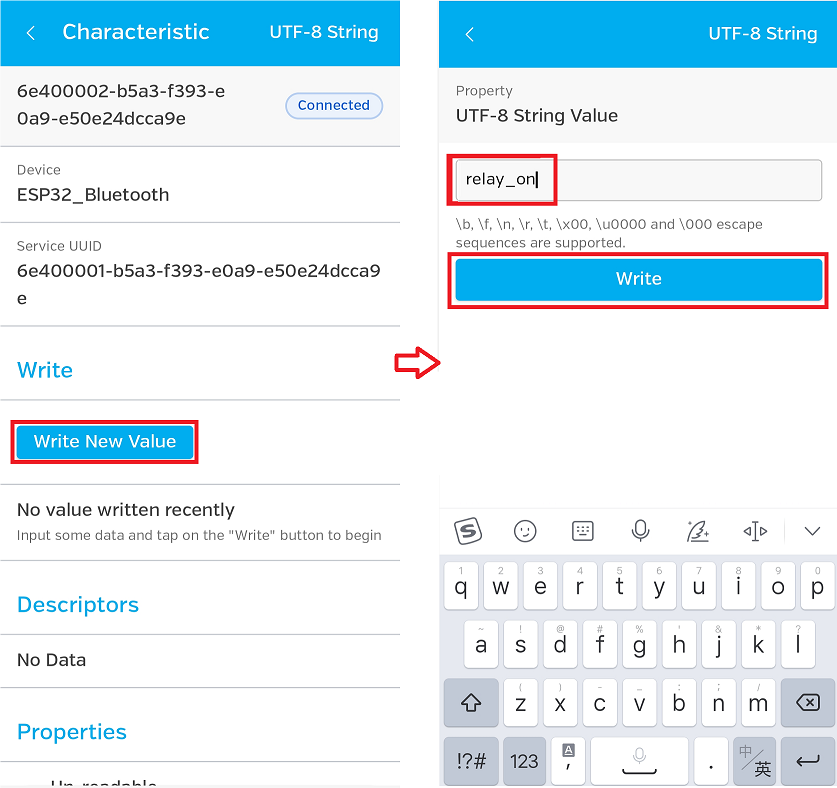 Characteristic
UTF-8 String
6e400002-b5a3-f393-e
0a9-e50e24dcca9e
Connected
Device
ESP32_Bluetooth
Service UUID
6e400001-b5a3-f393-e0a9-e50e24dcca9
e
Write
Write New Value
No value written recently
Input some data and tap on the "Write" button to begin
Descriptors
No Data
Properties
Un-readable
UTF-8 String
Property
UTF-8 String Value
relay_on
\b, \f, \n, \r, \t, \x00, \u0000 and \000 escape
sequences are supported.
Write
S
1 2 3 4 5 6 7 8 9 0
q w e r t y u i o p
~ ! @ # % ' & * ?
a s d f g h j k l
( ) - _ : ; /
z x c v b n m
!?# 123 A , . 中/英